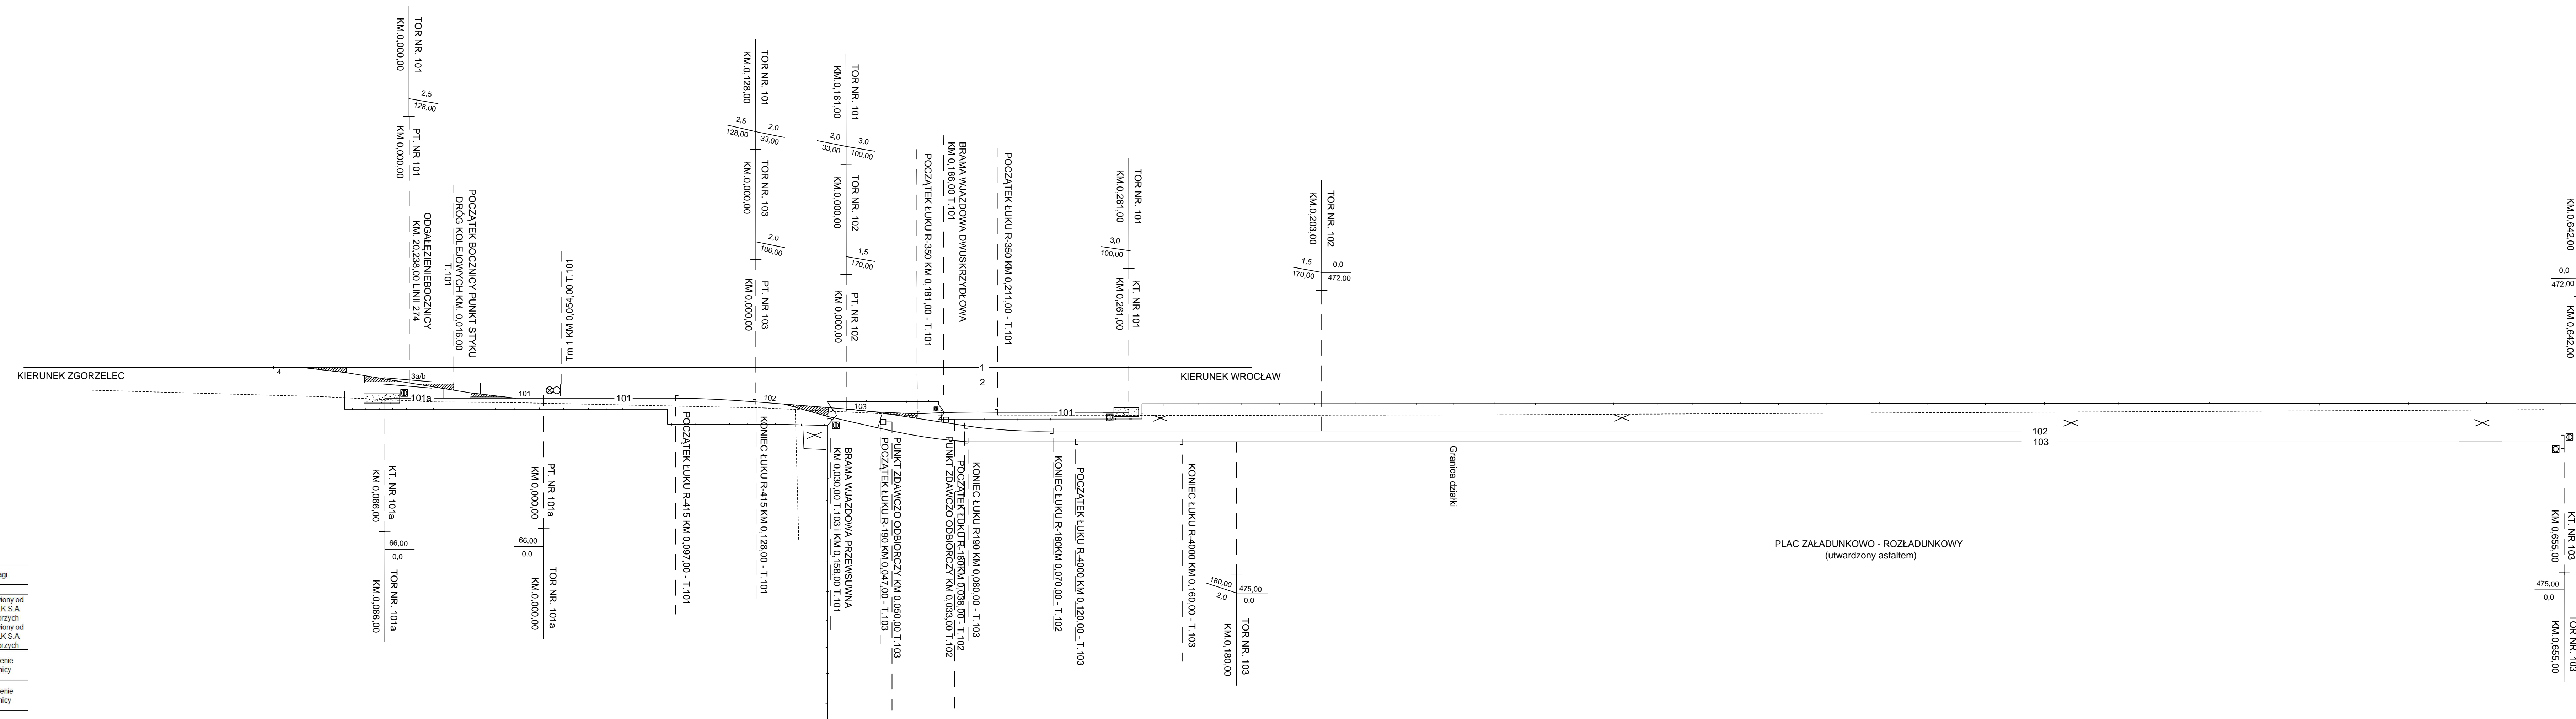 TOR NR. 101
KM.0,000,00
2,5
128,00
PT. NR 101
KM 0,000,00
ODGAŁĘZIENIEBOCZNICY
KM. 20,238,00 LINII 274
POCZĄTEK BOCZNICY PUNKT STYKU
DRÓG KOLEJOWYCH KM. 0,016,00
T.101
Tm 1 KM 0,054,00 T.101
TOR NR. 101
KM.0,128,00
2,5
128,00
2,0
33,00
TOR NR. 103
KM.0,000,00
2,0
180,00
PT. NR 103
KM 0,000,00
TOR NR. 101
KM.0,161,00
2,0
33,00
3,0
100,00
TOR NR. 102
KM.0,000,00
1,5
170,00
PT. NR 102
KM 0,000,00
POCZĄTEK ŁUKU R-350 KM 0,181,00 - T.101
BRAMA WJAZDOWA DWUSKRZYDŁOWA
KM 0,186,00 T.101
POCZĄTEK ŁUKU R-350 KM 0,211,00 - T.101
TOR NR. 101
KM.0,261,00
3,0
100,00
KT. NR 101
KM 0,261,00
TOR NR. 102
KM.0,203,00
1,5
170,00
0,0
472,00
KM.0,642,00
0,0
472,00
KM 0,642,00
KIERUNEK ZGORZELEC
4
3a/b
1
2
KIERUNEK WROCŁAW
101a
101
101
102
103
101
102
103
KT. NR 101a
KM 0,066,00
66,00
0,0
TOR NR. 101a
KM.0,066,00
PT. NR 101a
KM 0,000,00
66,00
0,0
TOR NR. 101a
KM.0,000,00
POCZĄTEK ŁUKU R-415 KM 0,097,00 - T.101
KONIEC ŁUKU R-415 KM 0,128,00 - T.101
BRAMA WJAZDOWA PRZEWSUWNA
KM 0,030,00 T.103 i KM 0,158,00 T.101
POCZĄTEK ŁUKU R-190 KM 0,047,00 - T.103
PUNKT ZDAWCZO ODBIORCZY KM 0,050,00 T.103
PUNKT ZDAWCZO ODBIORCZY KM 0,033,00 T.102
POCZĄTEK ŁUKU R-180KM 0,038,00 - T.102
KONIEC ŁUKU R190 KM 0,080,00 - T.103
KONIEC ŁUKU R-180KM 0,070,00 - T.102
POCZĄTEK ŁUKU R-4000 KM 0,120,00 - T.103
KONIEC ŁUKU R-4000 KM 0,160,00 - T.103
180,00
2,0
475,00
0,0
TOR NR. 103
KM.0,180,00
Granica działki
PLAC ZAŁADUNKOWO - ROZŁADUNKOWY
(utwardzony asfaltem)
KT. NR 103
KM 0,655,00
475,00
0,0
TOR NR. 103
KM.0,655,00